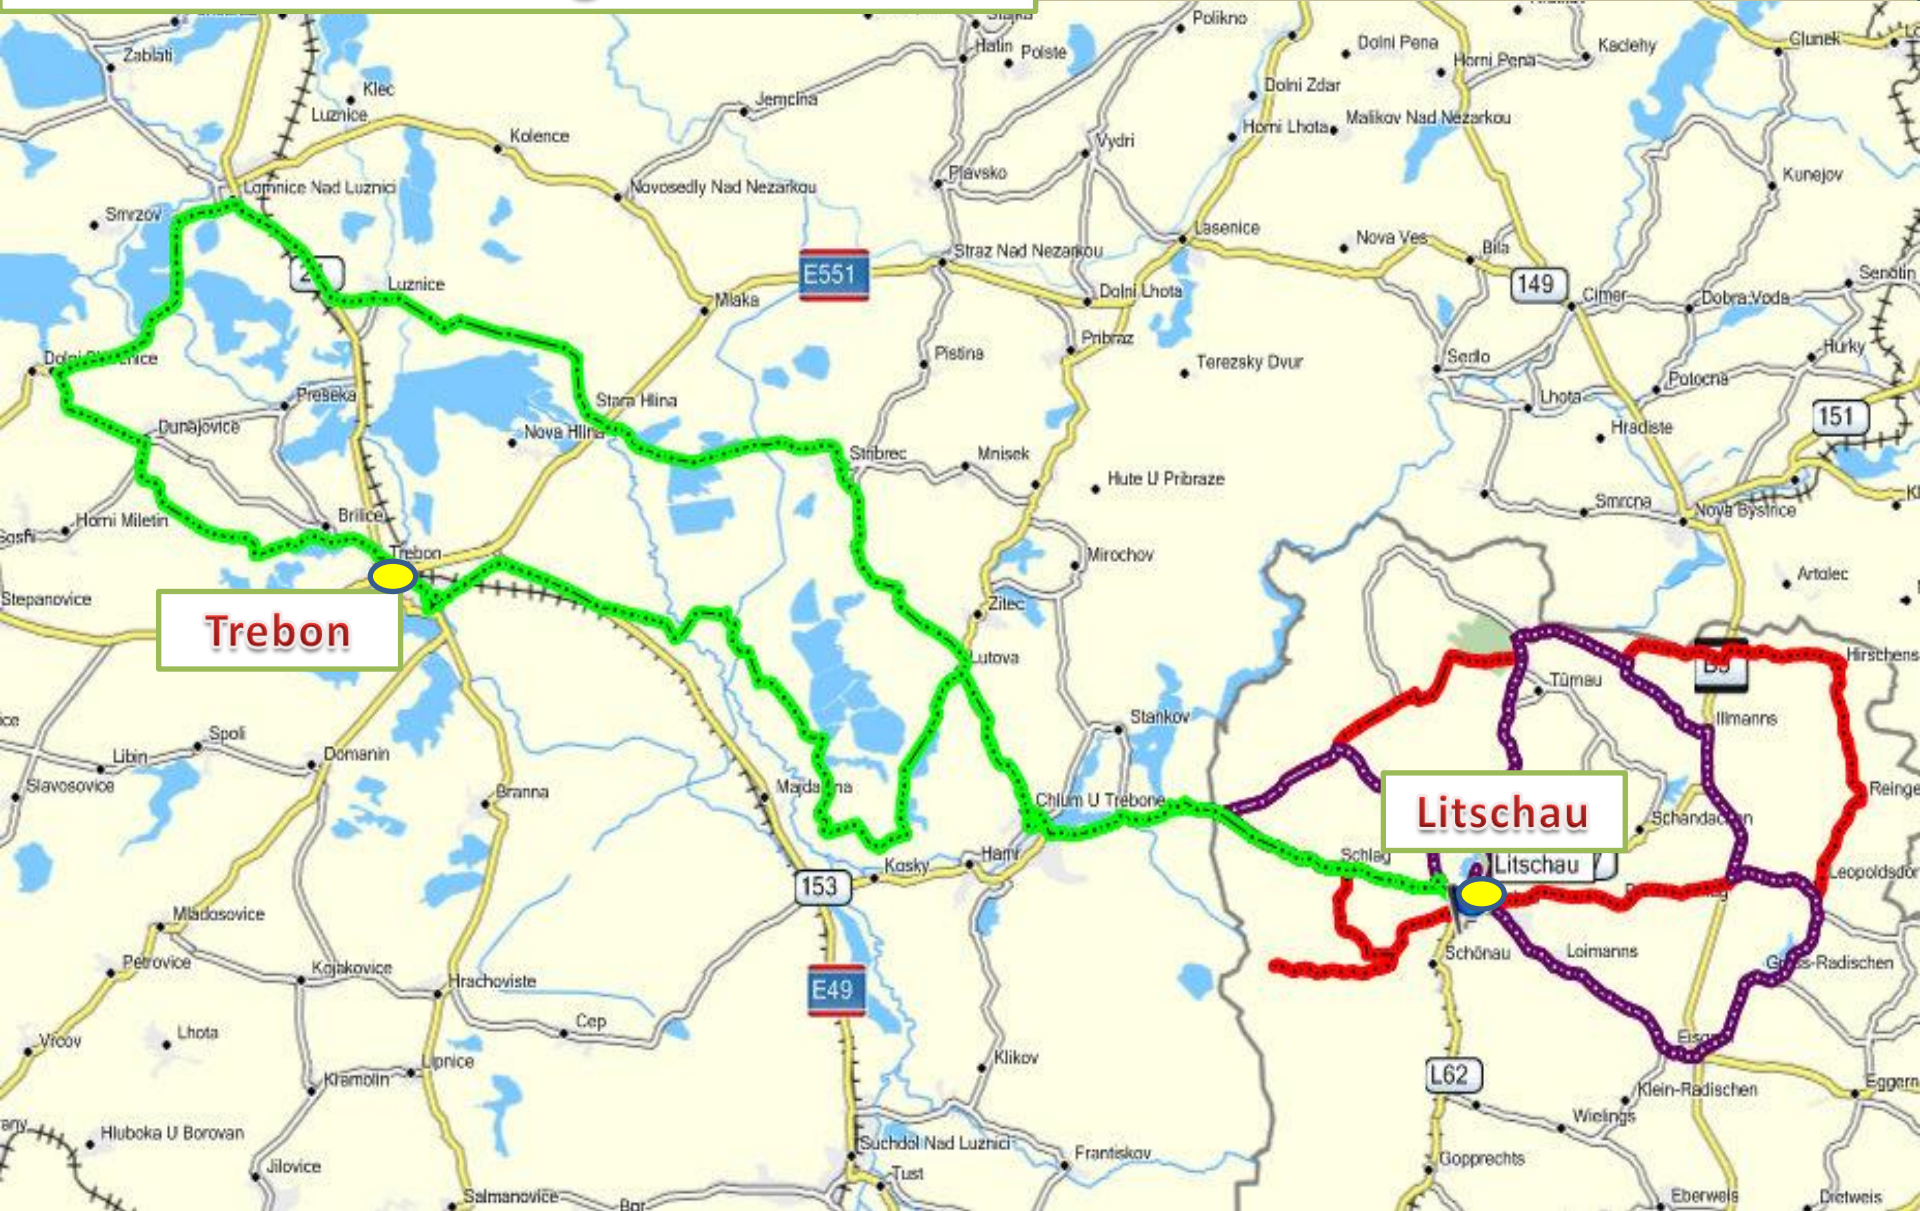 Zablati
Klec
Luznice
Kolence
Jemcina
Hatin
Polste
Polikno
Dolni Pena
Horni Pena
Kaclehy
Clunek
Dolni Zdar
Horni Lhota
Malikov Nad Nezarkou
Vydri
Kunejov
Lomnice Nad Luznici
Novosedly Nad Nezarkou
Plavsko
Smrzov
Lasenice
Nova Ves
Bila
Straz Nad Nezarkou
E551
149
Luznice
Mlaka
Dolni Lhota
Cimer
Dobra Voda
Senotin
Pribraz
Pistina
Terezsky Dvur
Sedlo
Hurky
Potocna
Preseka
Stara Hlina
Lhota
151
Dunajovice
Nova Hlina
Hradiste
Stribrec
Mnisek
Hute U Pribraze
Smrcna
Nova Bystrice
Horni Miletin
Brilice
Trebon
Mirochov
Artolec
Stepanovice
Zitec
Trebon
Lutova
Hirschens
Türnau
Illmanns
Stankov
Spoli
Domanin
Libin
Slavosovice
Branna
Chlum U Trebone
Reinge
Litschau
Schlag
Litschau
Kosky
Hamr
153
Leopoldsdor
Mladosovice
Schönau
Loimanns
Petrovice
Kojakovice
Hrachoviste
E49
Cep
Lhota
Vrcov
Lipnice
Kramolin
Klikov
L62
Klein-Radischen
Eggern
Wielings
Hluboka U Borovan
Jilovice
Suchdol Nad Luznici
Frantiskov
Tust
Gopprechts
Salmanovice
Bor
Eberweis
Dietweis